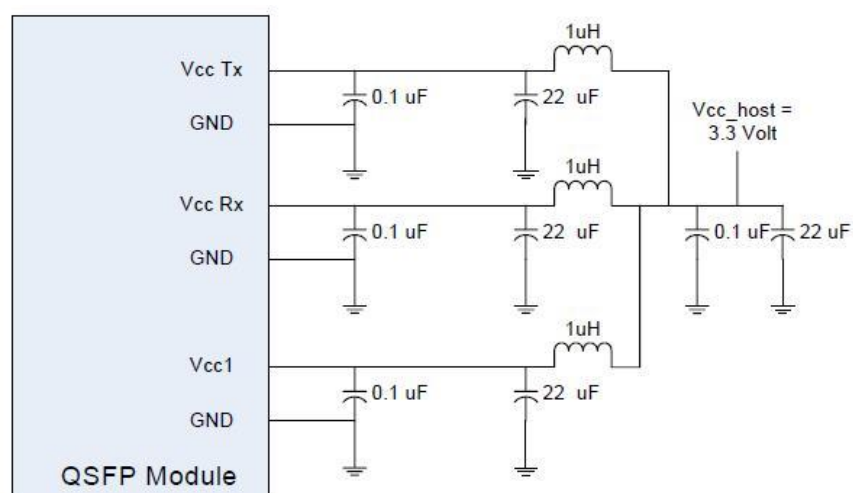 1uH
Vcc Tx
0.1 uF
22 uF
GND
Vcc_host =
3.3 Volt
1uH
Vcc Rx
0.1 uF
22 uF
0.1 uF
22 uF
GND
1uH
Vcc1
0.1 uF
22 uF
GND
QSFP Module